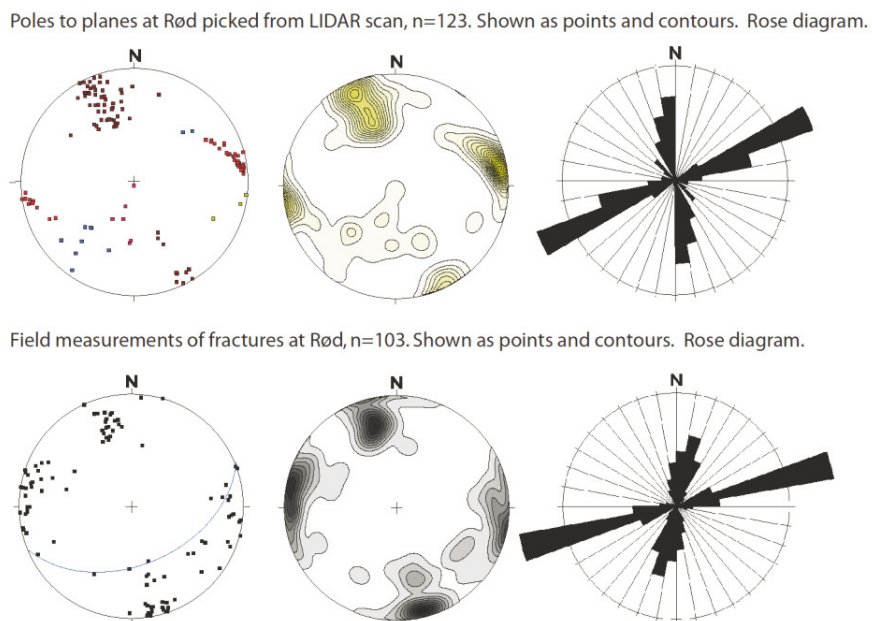 Poles to planes at Rød picked from LIDAR scan, n=123. Shown as points and contours.  Rose diagram.
N N N
Field measurements of fractures at Rød, n=103. Shown as points and contours.  Rose diagram.
N N N